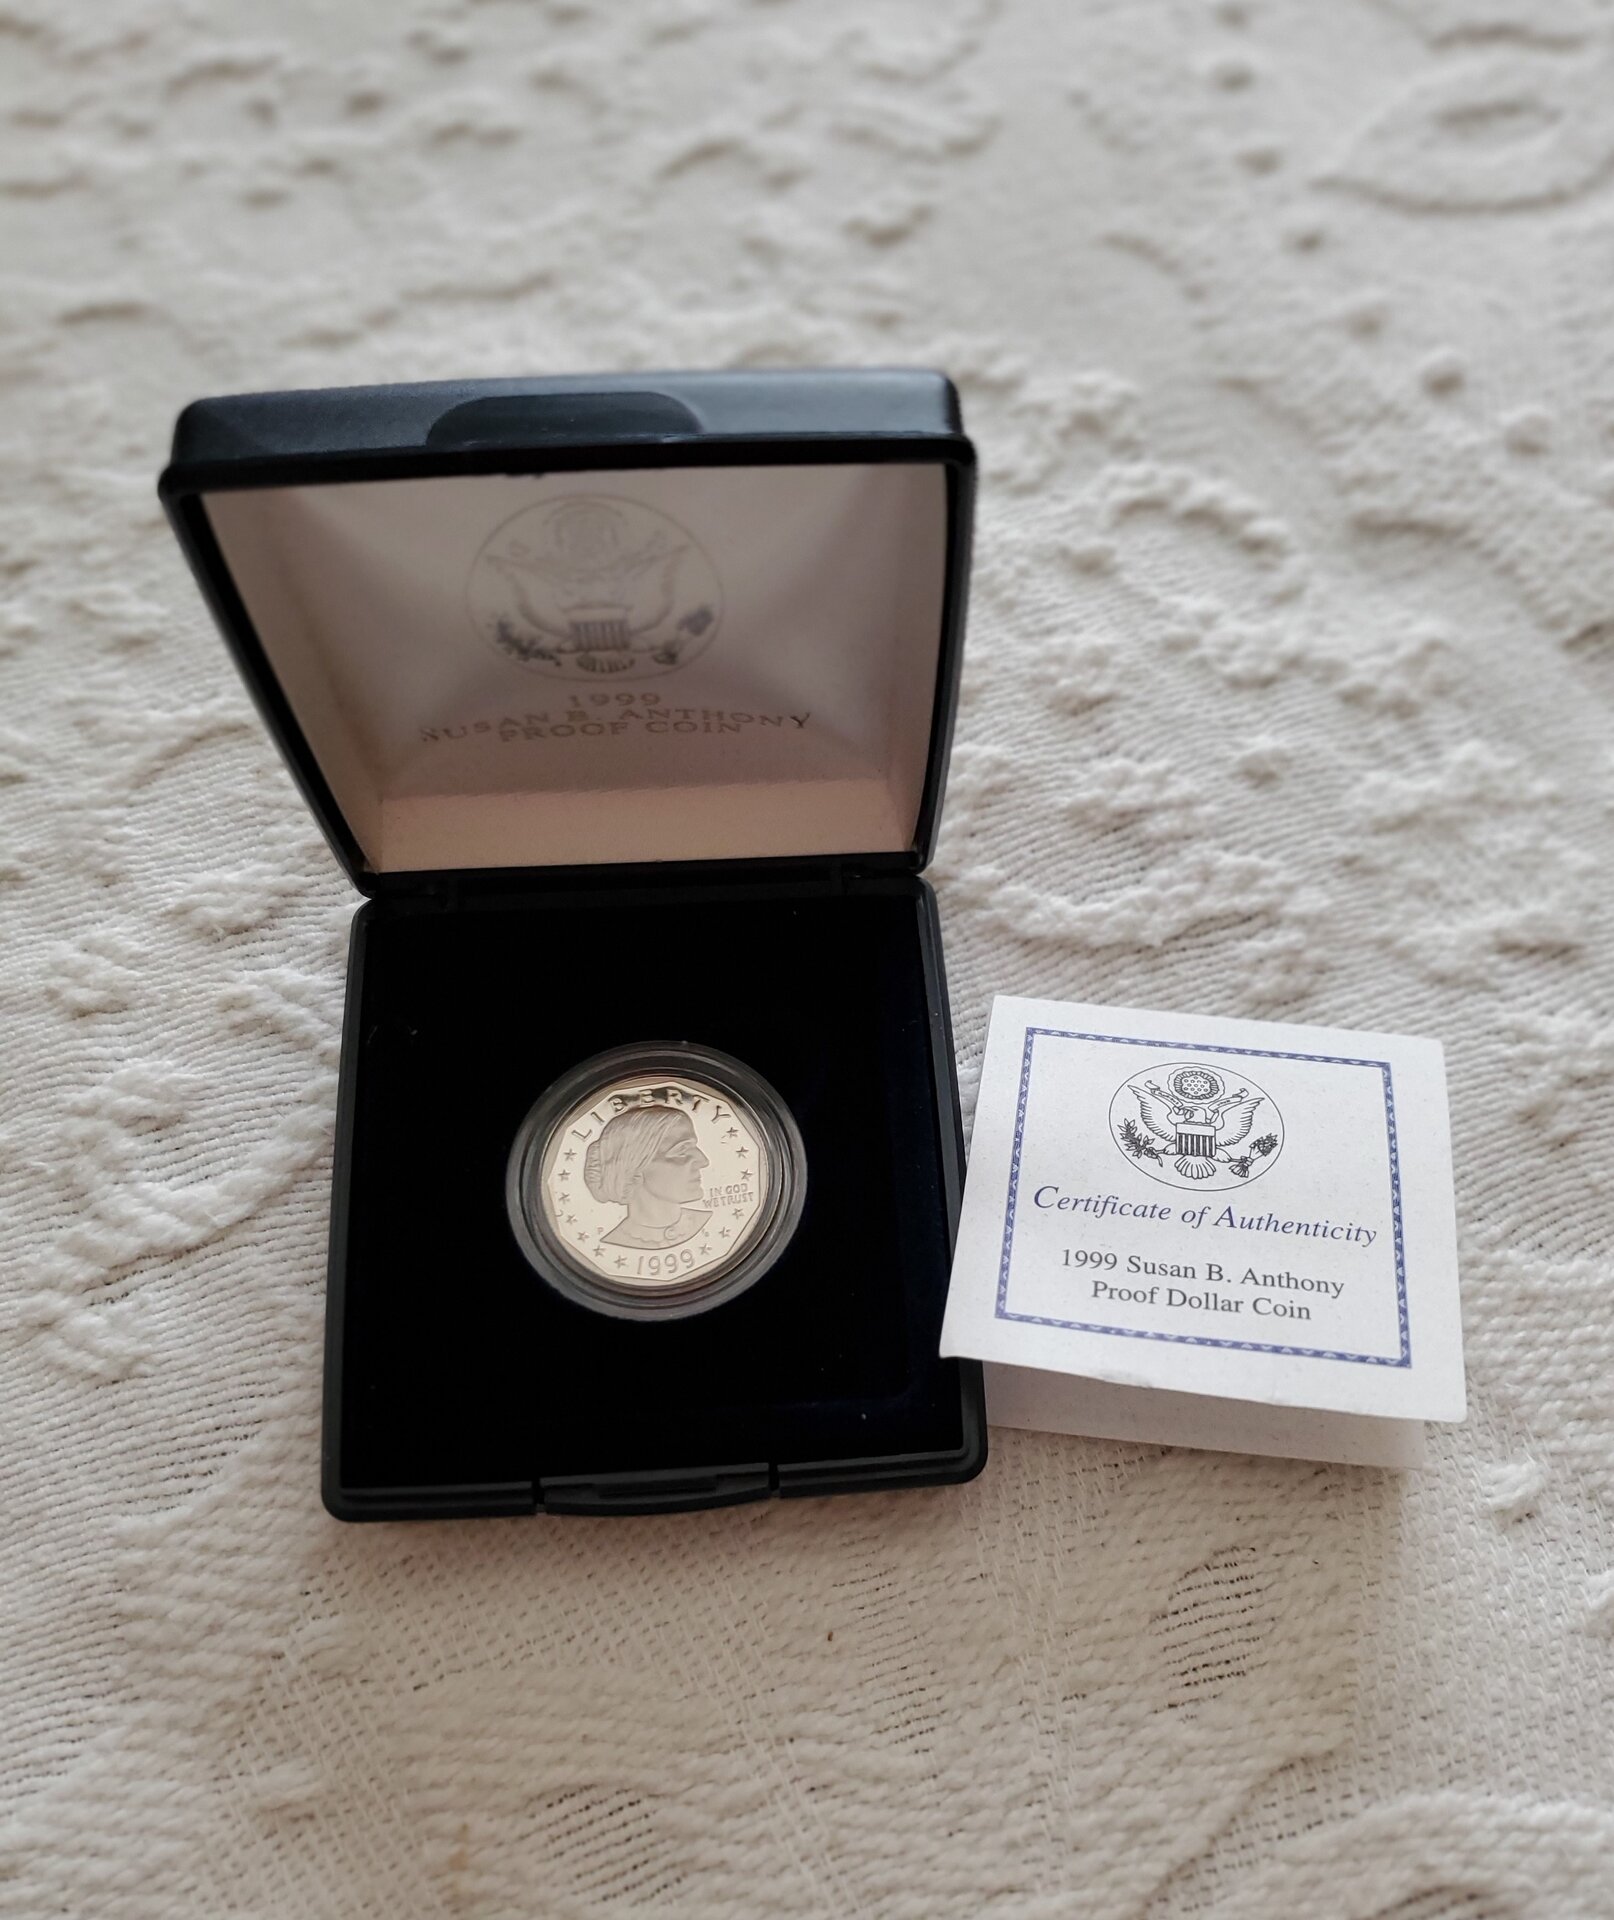 1999
SUSAN B. ANTHONY
PROOF COIN
LIBERTY
IN GOD
WE TRUST
P
1999
Certificate of Authenticity
1999 Susan B. Anthony
Proof Dollar Coin